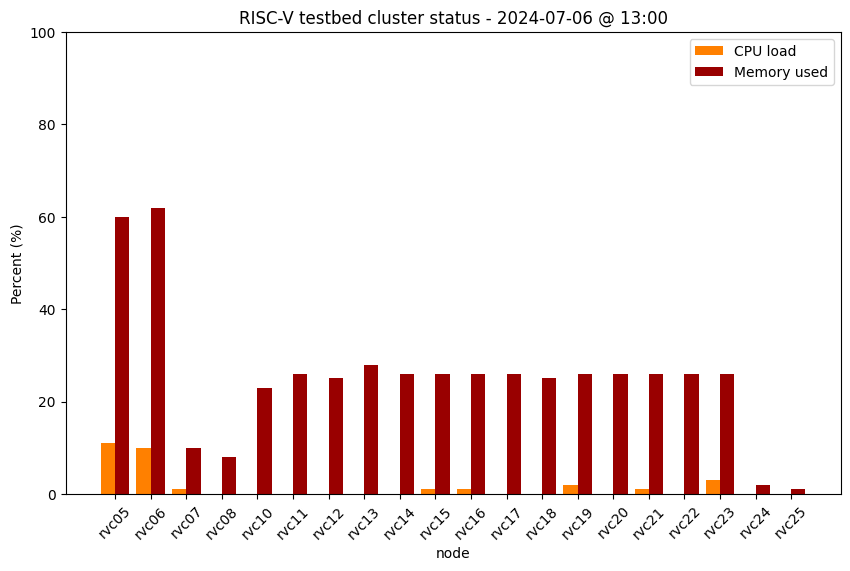 RISC-V testbed cluster status - 2024-07-06 @ 13:00
CPU load
Memory used
Percent (%)
100
80
60
40
20
0
rvc05 rvc06 rvc07 rvc08 rvc10 rvc11 rvc12 rvc13 rvc14 rvc15 rvc16 rvc17 rvc18 rvc19 rvc20 rvc21 rvc22 rvc23 rvc24 rvc25
node